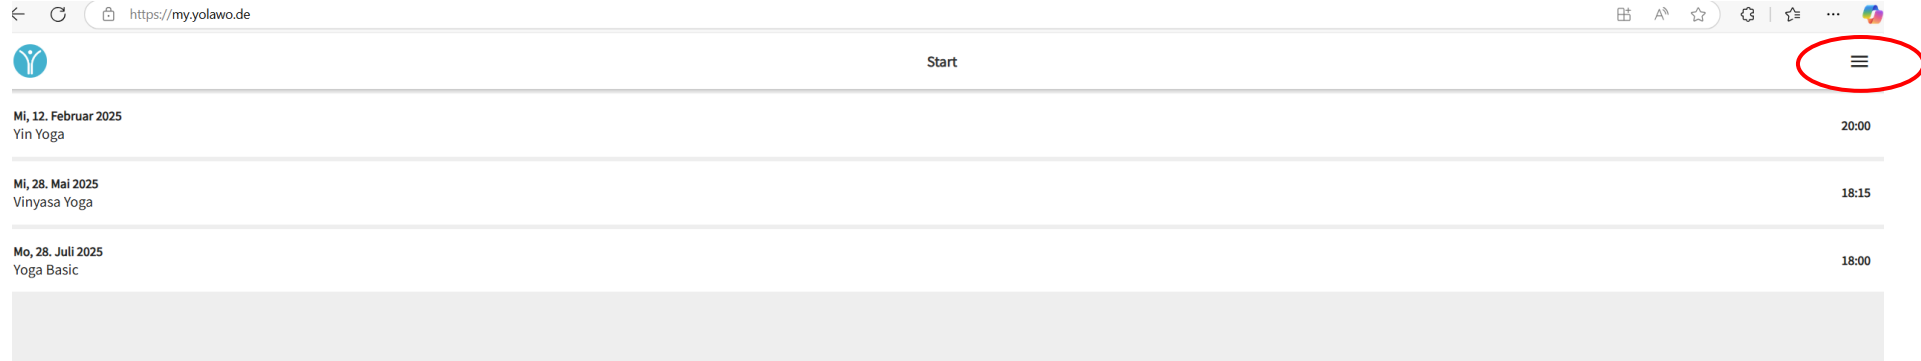 https://my.yolawo.de
Start
Mi, 12. Februar 2025
Yin Yoga
20:00
Mi, 28. Mai 2025
Vinyasa Yoga
18:15
Mo, 28. Juli 2025
Yoga Basic
18:00